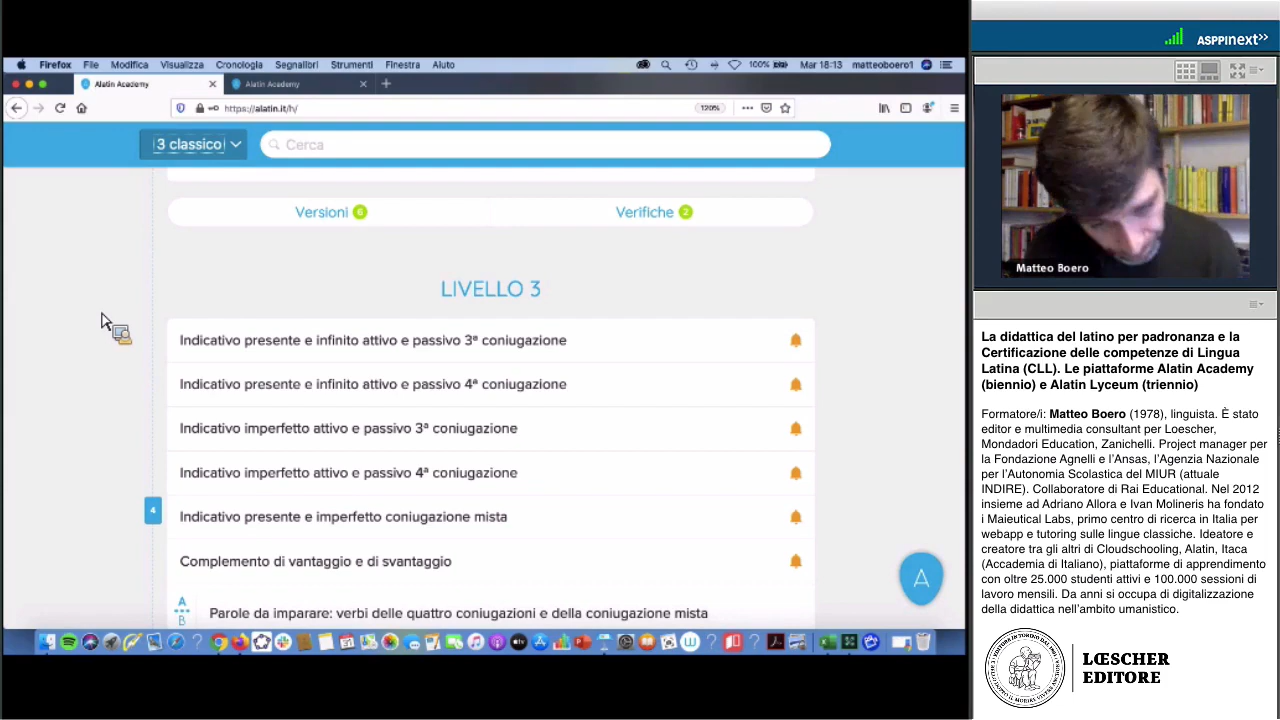 ASPPINEXT>>
Firefox File Modifica Visualizza Cronologia Segnalibri Strumenti Finestra Aiuto 100% Mar 18:13 matteoboero1
Alatin Academy × Alatin Academy × +
https://alatin.it/h/ 120%
3 classico Cerca
Versioni 6 Verifiche 2
LIVELLO 3
Indicativo presente e infinito attivo e passivo 3ª coniugazione
Indicativo presente e infinito attivo e passivo 4ª coniugazione
Indicativo imperfetto attivo e passivo 3ª coniugazione
Indicativo imperfetto attivo e passivo 4ª coniugazione
4
Indicativo presente e imperfetto coniugazione mista
Complemento di vantaggio e di svantaggio
A
A
B
Parole da imparare: verbi delle quattro coniugazioni e della coniugazione mista
Matteo Boero
La didattica del latino per padronanza e la
Certificazione delle competenze di Lingua
Latina (CLL). Le piattaforme Alatin Academy
(biennio) e Alatin Lyceum (triennio)
Formatore/i: Matteo Boero (1978), linguista. È stato
editor e multimedia consultant per Loescher,
Mondadori Education, Zanichelli. Project manager per
la Fondazione Agnelli e l'Ansas, l'Agenzia Nazionale
per l'Autonomia Scolastica del MIUR (attuale
INDIRE). Collaboratore di Rai Educational. Nel 2012
insieme ad Adriano Allora e Ivan Molineris ha fondato
i Maieutical Labs, primo centro di ricerca in Italia per
webapp e tutoring sulle lingue classiche. Ideatore e
creatore tra gli altri di Cloudschooling, Alatin, Itaca
(Accademia di Italiano), piattaforme di apprendimento
con oltre 25.000 studenti attivi e 100.000 sessioni di
lavoro mensili. Da anni si occupa di digitalizzazione
della didattica nell'ambito umanistico.
LŒSCHER
EDITORE